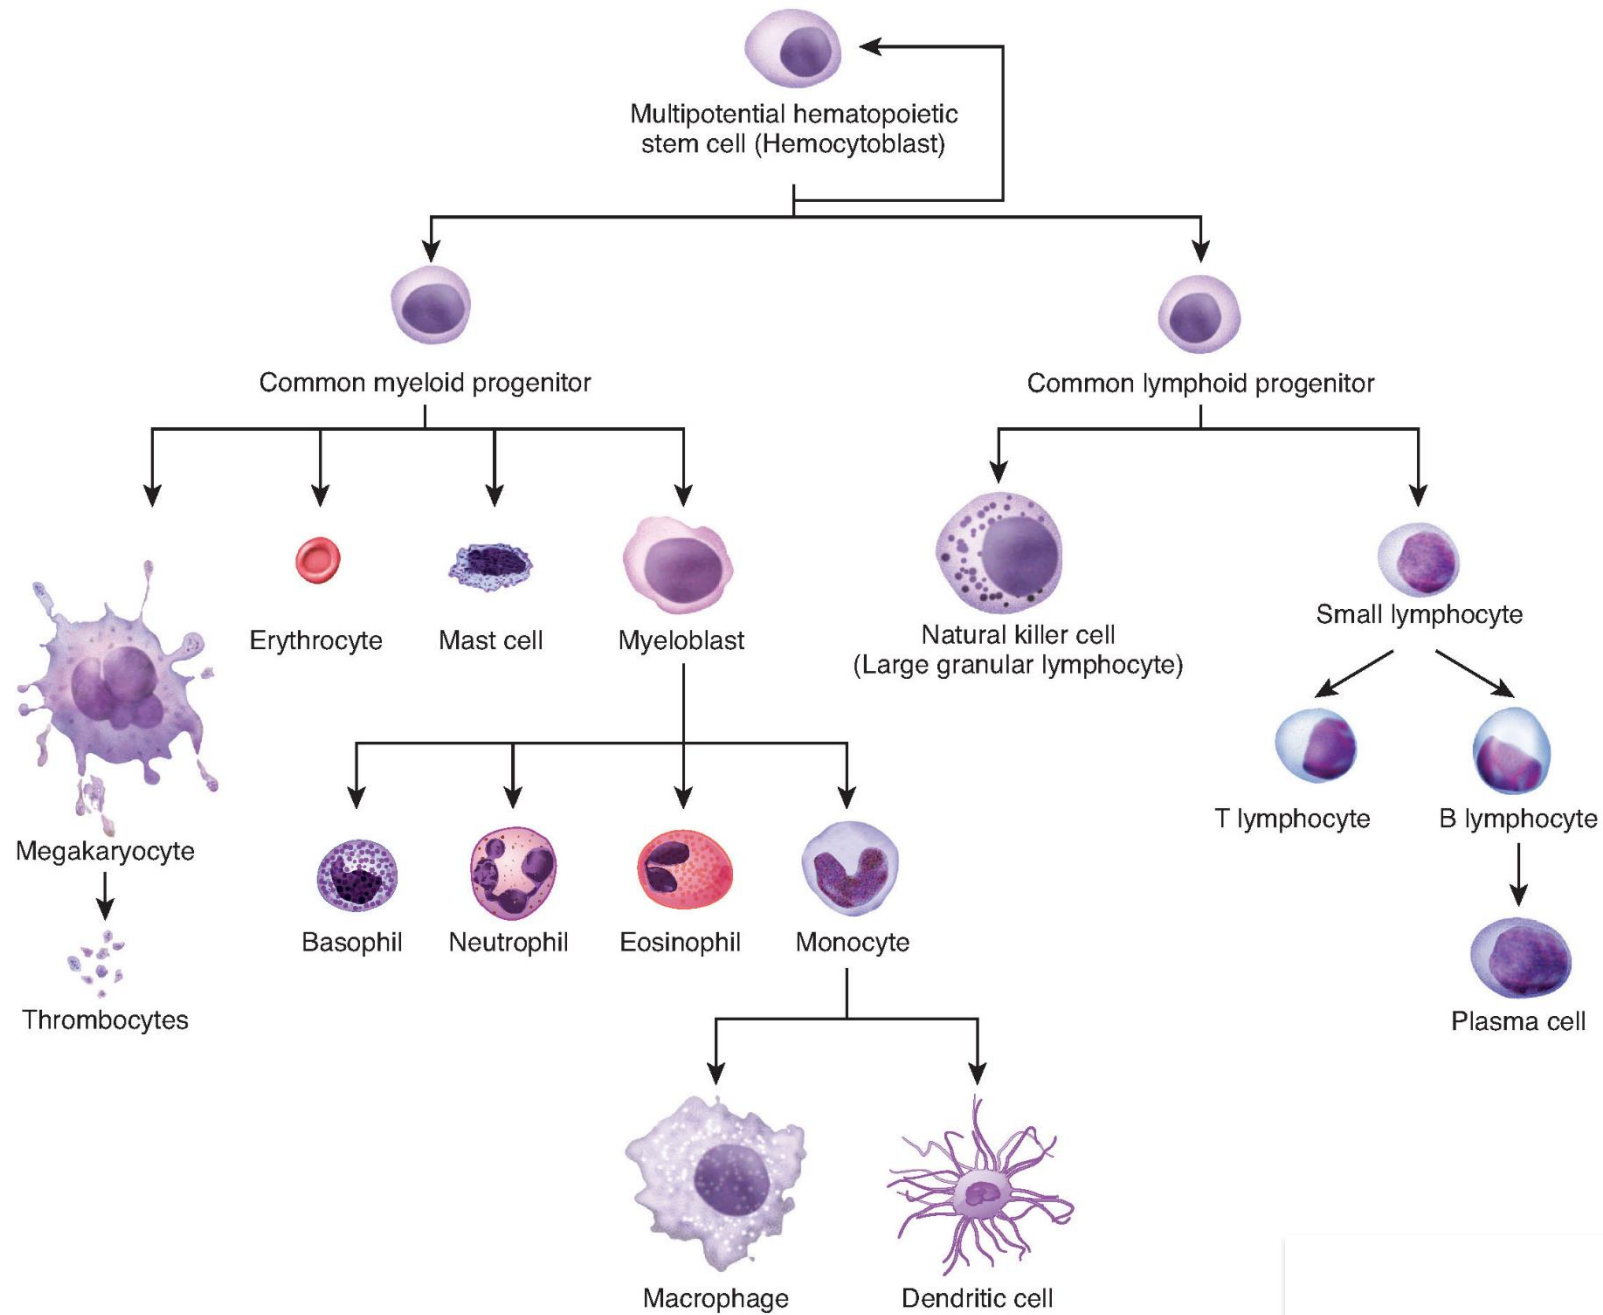 Multipotential hematopoietic
stem cell (Hemocytoblast)
Common myeloid progenitor
Common lymphoid progenitor
Erythrocyte
Mast cell
Myeloblast
Natural killer cell
(Large granular lymphocyte)
Small lymphocyte
T lymphocyte
B lymphocyte
Megakaryocyte
Basophil
Neutrophil
Eosinophil
Monocyte
Thrombocytes
Plasma cell
Macrophage
Dendritic cell